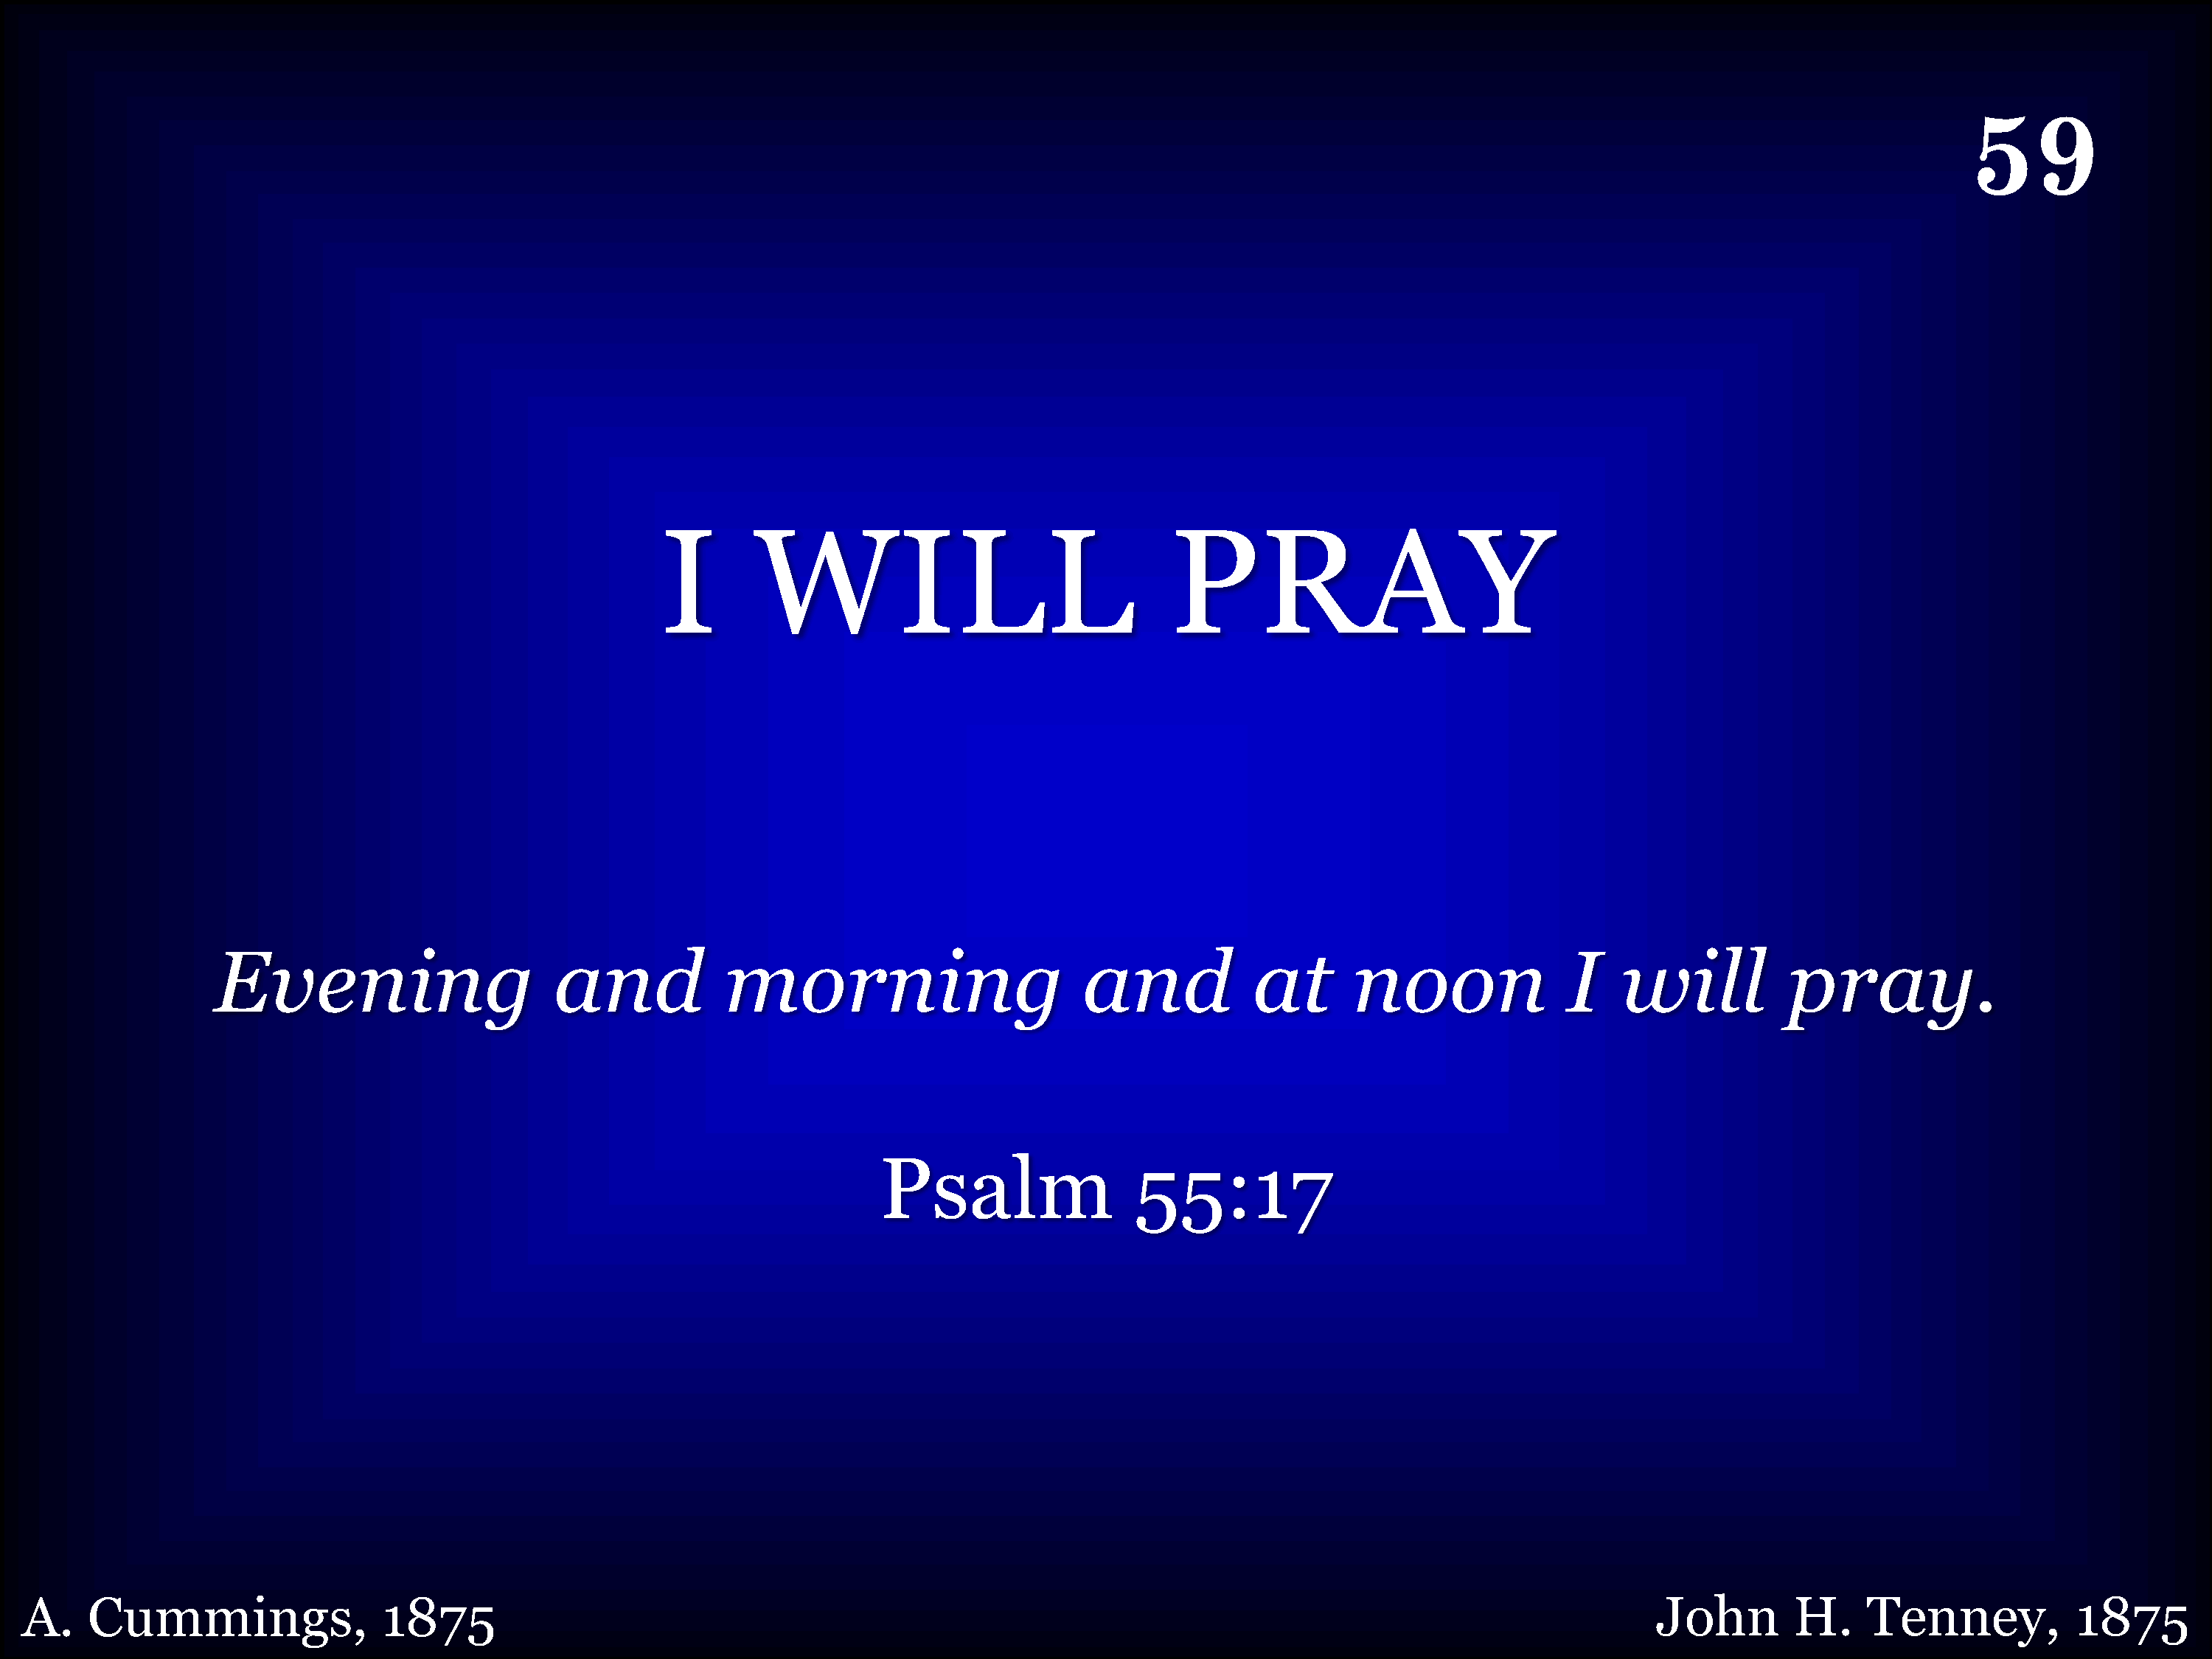 59
I WILL PRAY
Evening and morning and at noon I will pray.
Psalm 55:17
A. Cummings, 1875
John H. Tenney, 1875